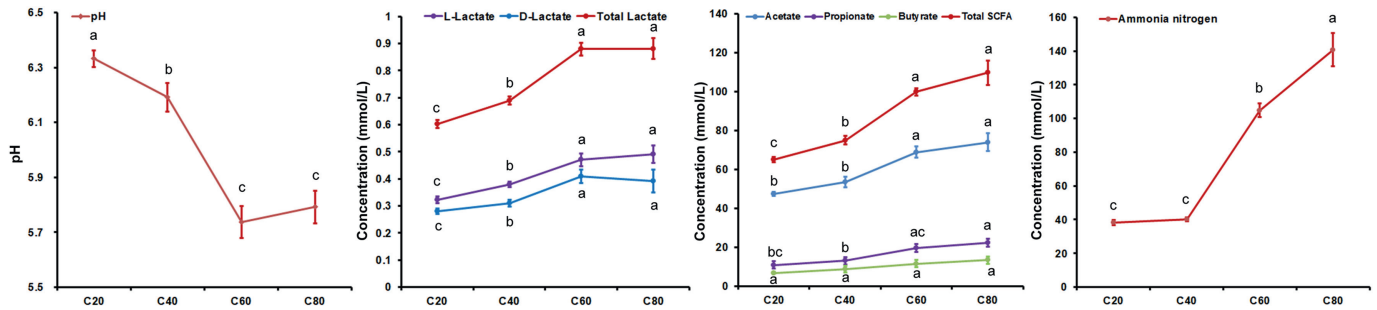 pH
6.5
6.3
6.1
5.9
5.7
5.5
pH
a
b
c
c
C20 C40 C60 C80
L-Lactate D-Lactate Total Lactate
Concentration (mmol/L)
1
0.9
0.8
0.7
0.6
0.5
0.4
0.3
0.2
0.1
0
c b a a
c b a a
c b a a
C20 C40 C60 C80
Acetate Propionate Butyrate Total SCFA
Concentration (mmol/L)
140
120
100
80
60
40
20
0
c b a a
b b a a
bc b ac a
a a a a
C20 C40 C60 C80
Ammonia nitrogen
Concentration (mmol/L)
160
140
120
100
80
60
40
20
0
c c b a
C20 C40 C60 C80